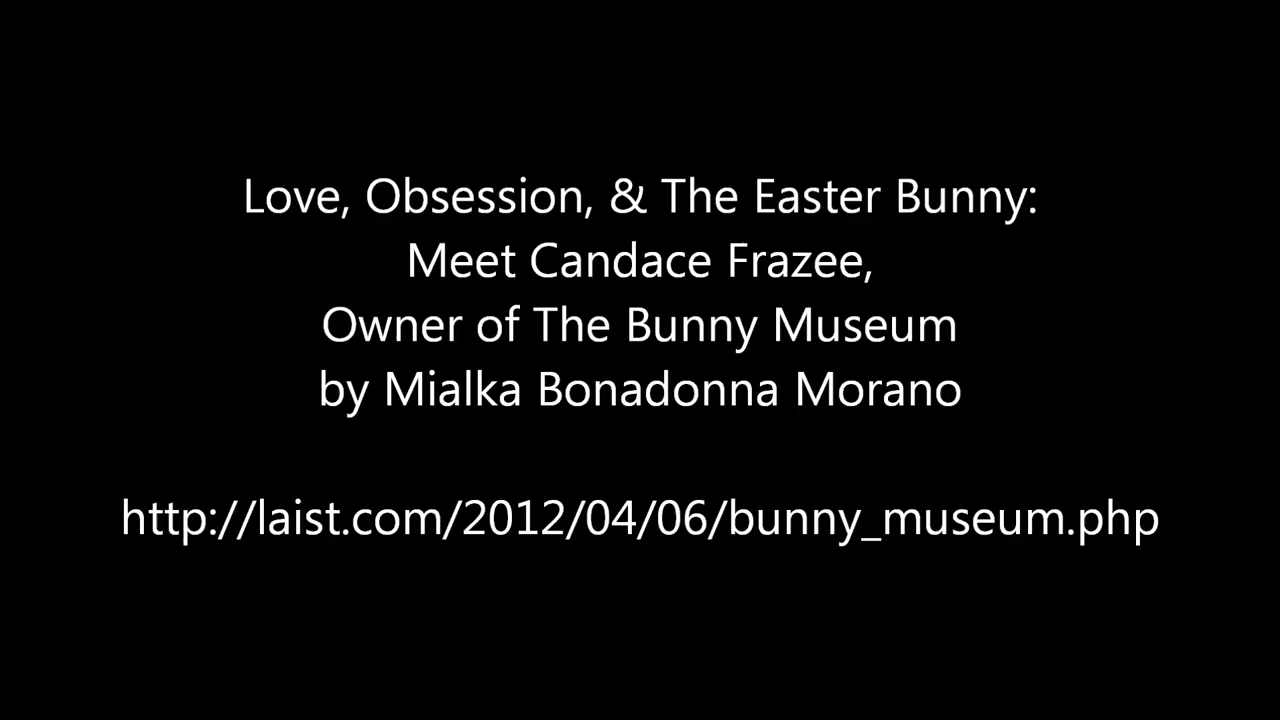 Love, Obsession, & The Easter Bunny:
Meet Candace Frazee,
Owner of The Bunny Museum
by Mialka Bonadonna Morano
http://laist.com/2012/04/06/bunny_museum.php